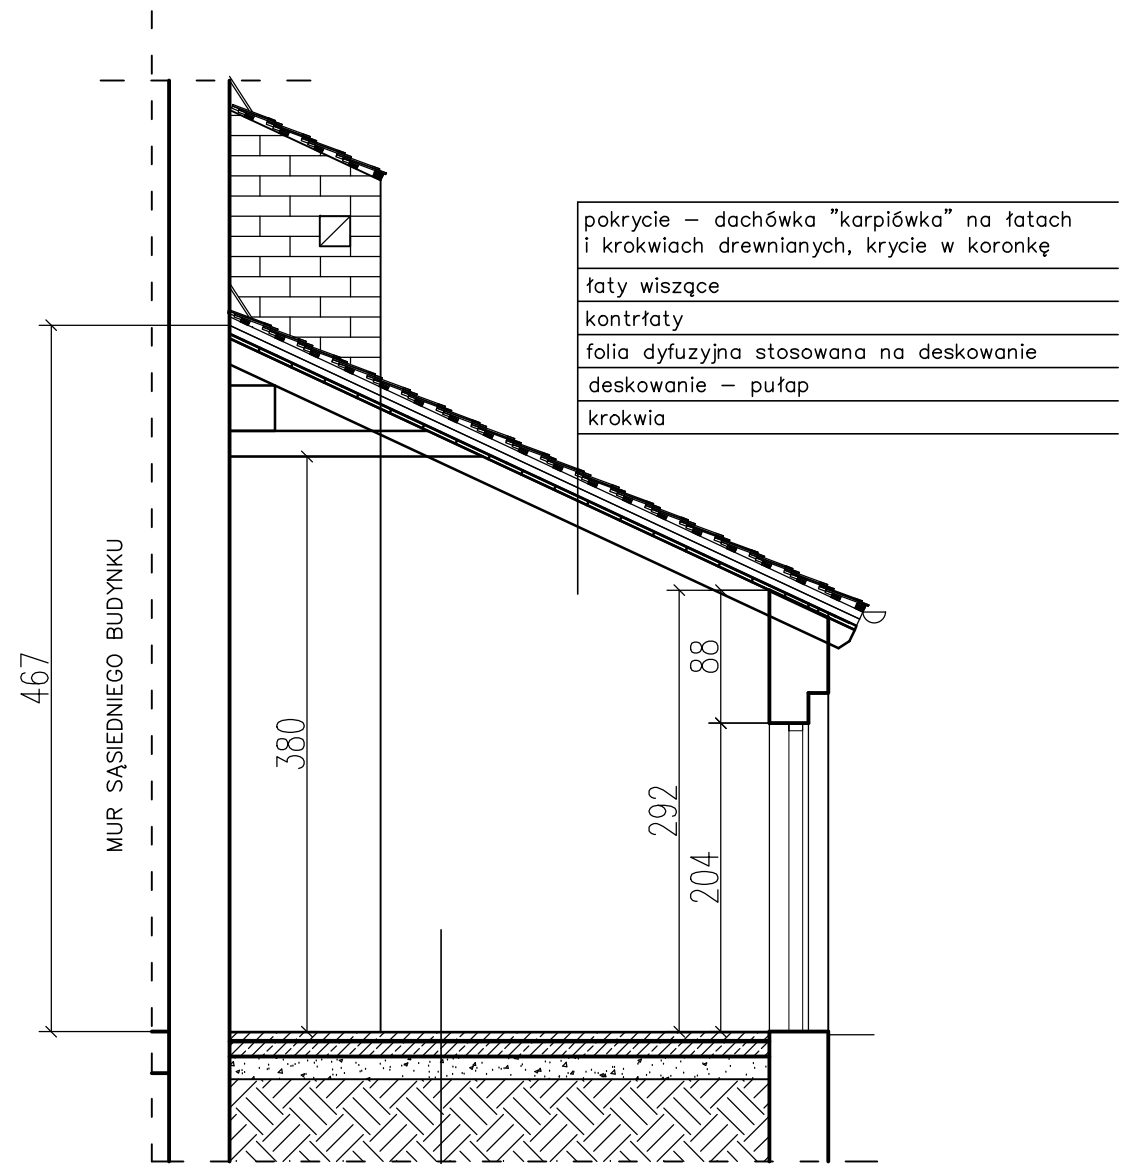 pokrycie – dachówka "karpiówka" na łatach
i krokwiach drewnianych, krycie w koronkę
łaty wiszące
kontrłaty
folia dyfuzyjna stosowana na deskowanie
deskowanie – pułap
krokwia
467
MUR SĄSIEDNIEGO BUDYNKU
380
292
88
204